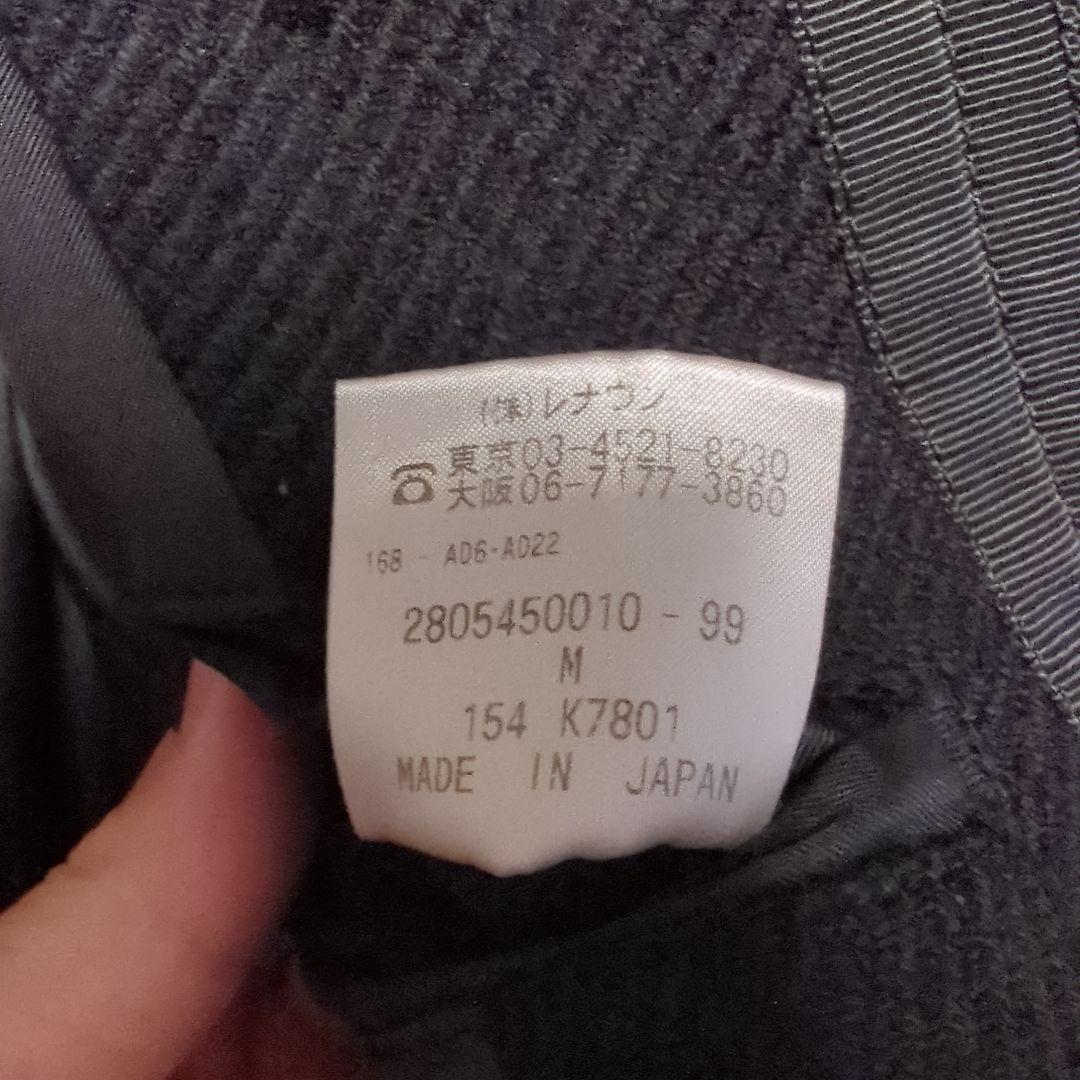 (株)レナウン
☎ 東京03-4521-8230
大阪06-7177-3860
168 - AD6-AD22
2805450010 - 99
M
154 K7801
MADE IN JAPAN